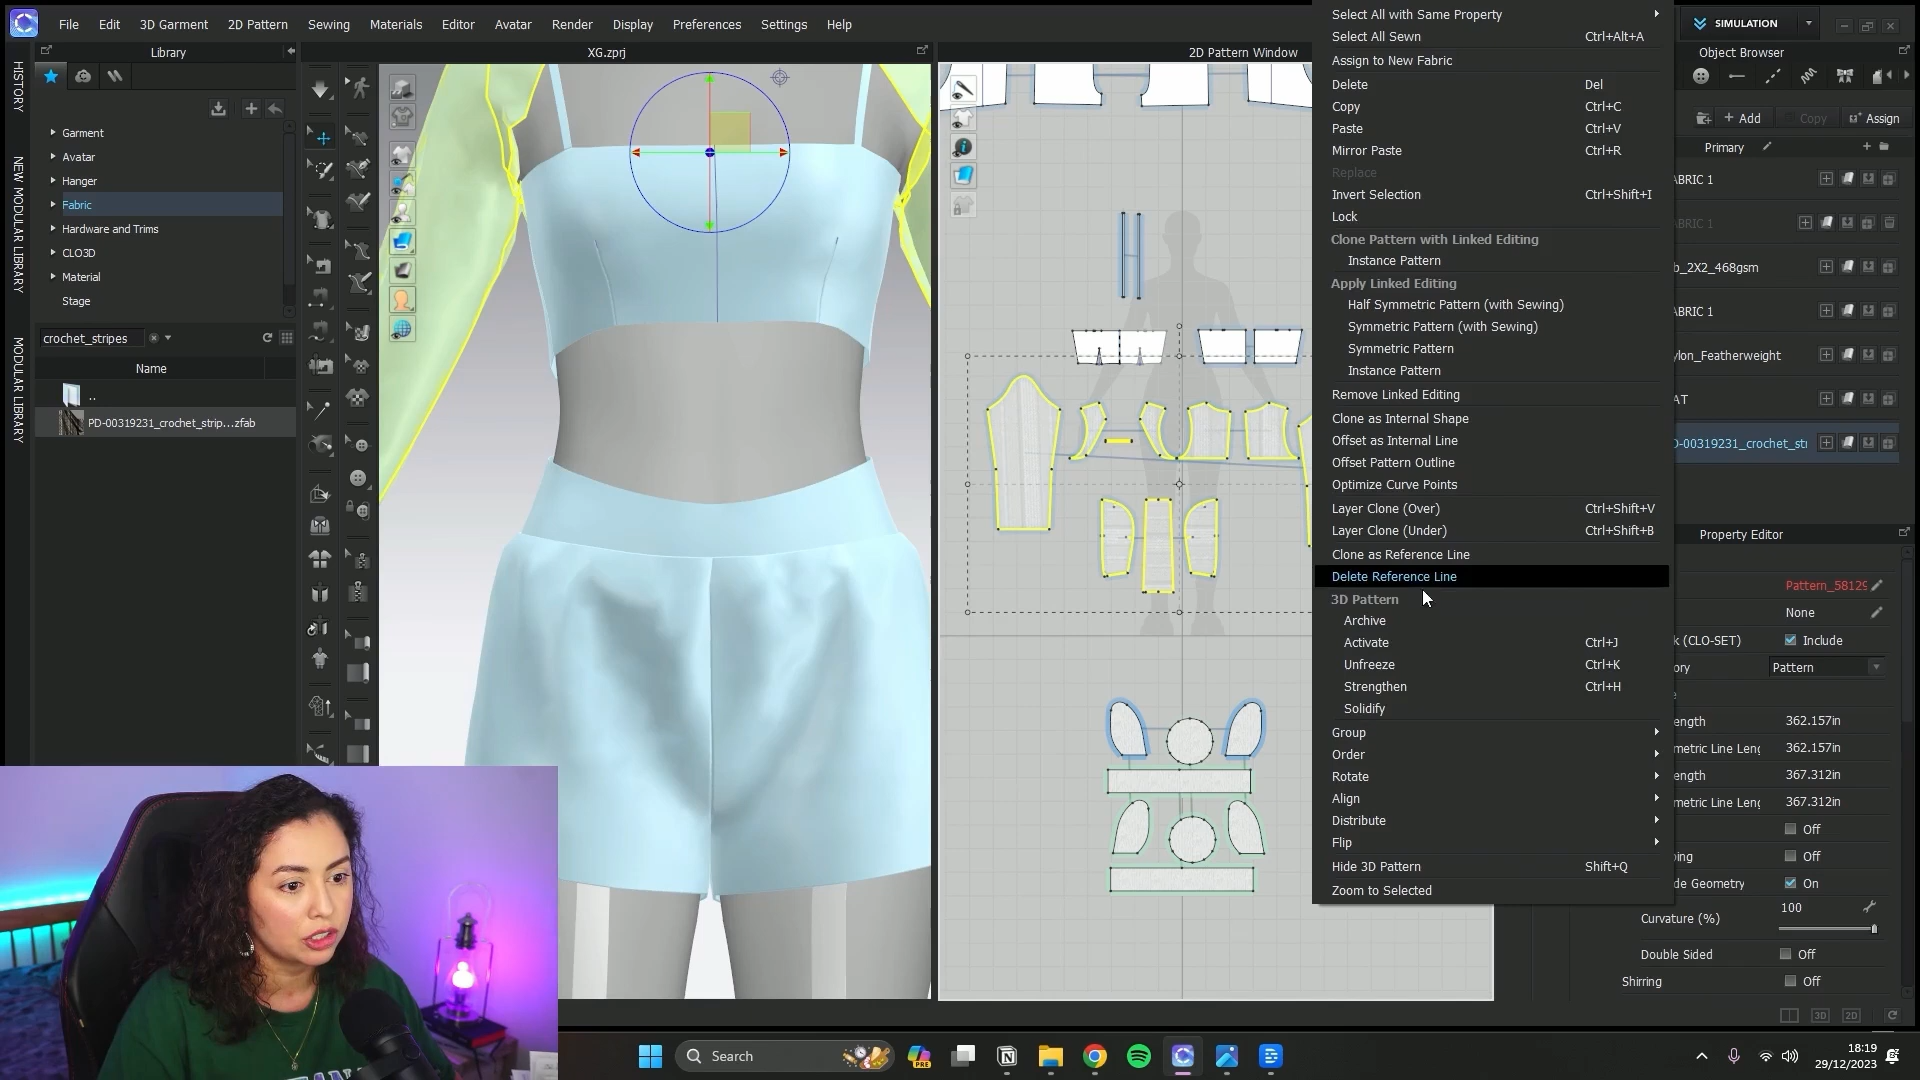 File Edit 3D Garment 2D Pattern Sewing Materials Editor Avatar Render Display Preferences Settings Help
SIMULATION
Library
XG.zprj
2D Pattern Window
Object Browser
HISTORY
NEW MODULAR LIBRARY
MODULAR LIBRARY
Garment
Avatar
Hanger
Fabric
Hardware and Trims
CLO3D
Material
Stage
crochet_stripes
Name
..
PD-00319231_crochet_strip...zfab
Select All with Same Property
Select All Sewn Ctrl+Alt+A
Assign to New Fabric
Delete Del
Copy Ctrl+C
Paste Ctrl+V
Mirror Paste Ctrl+R
Replace
Invert Selection Ctrl+Shift+I
Lock
Clone Pattern with Linked Editing
Instance Pattern
Apply Linked Editing
Half Symmetric Pattern (with Sewing)
Symmetric Pattern (with Sewing)
Symmetric Pattern
Instance Pattern
Remove Linked Editing
Clone as Internal Shape
Offset as Internal Line
Offset Pattern Outline
Optimize Curve Points
Layer Clone (Over) Ctrl+Shift+V
Layer Clone (Under) Ctrl+Shift+B
Clone as Reference Line
Delete Reference Line
3D Pattern
Archive
Activate Ctrl+J
Unfreeze Ctrl+K
Strengthen Ctrl+H
Solidify
Group
Order
Rotate
Align
Distribute
Flip
Hide 3D Pattern Shift+Q
Zoom to Selected
+ Add Copy Assign
Primary
ABRIC 1
ABRIC 1
b_2X2_468gsm
ABRIC 1
ylon_Featherweight
AT
D-00319231_crochet_stri
Property Editor
Pattern_58129
None
k (CLO-SET) Include
ory Pattern
e
ength 362.157in
metric Line Leng 362.157in
ength 367.312in
metric Line Leng 367.312in
Off
ping Off
de Geometry On
Curvature (%) 100
Double Sided Off
Shirring Off
3D 2D
Search
PRE
18:19
29/12/2023